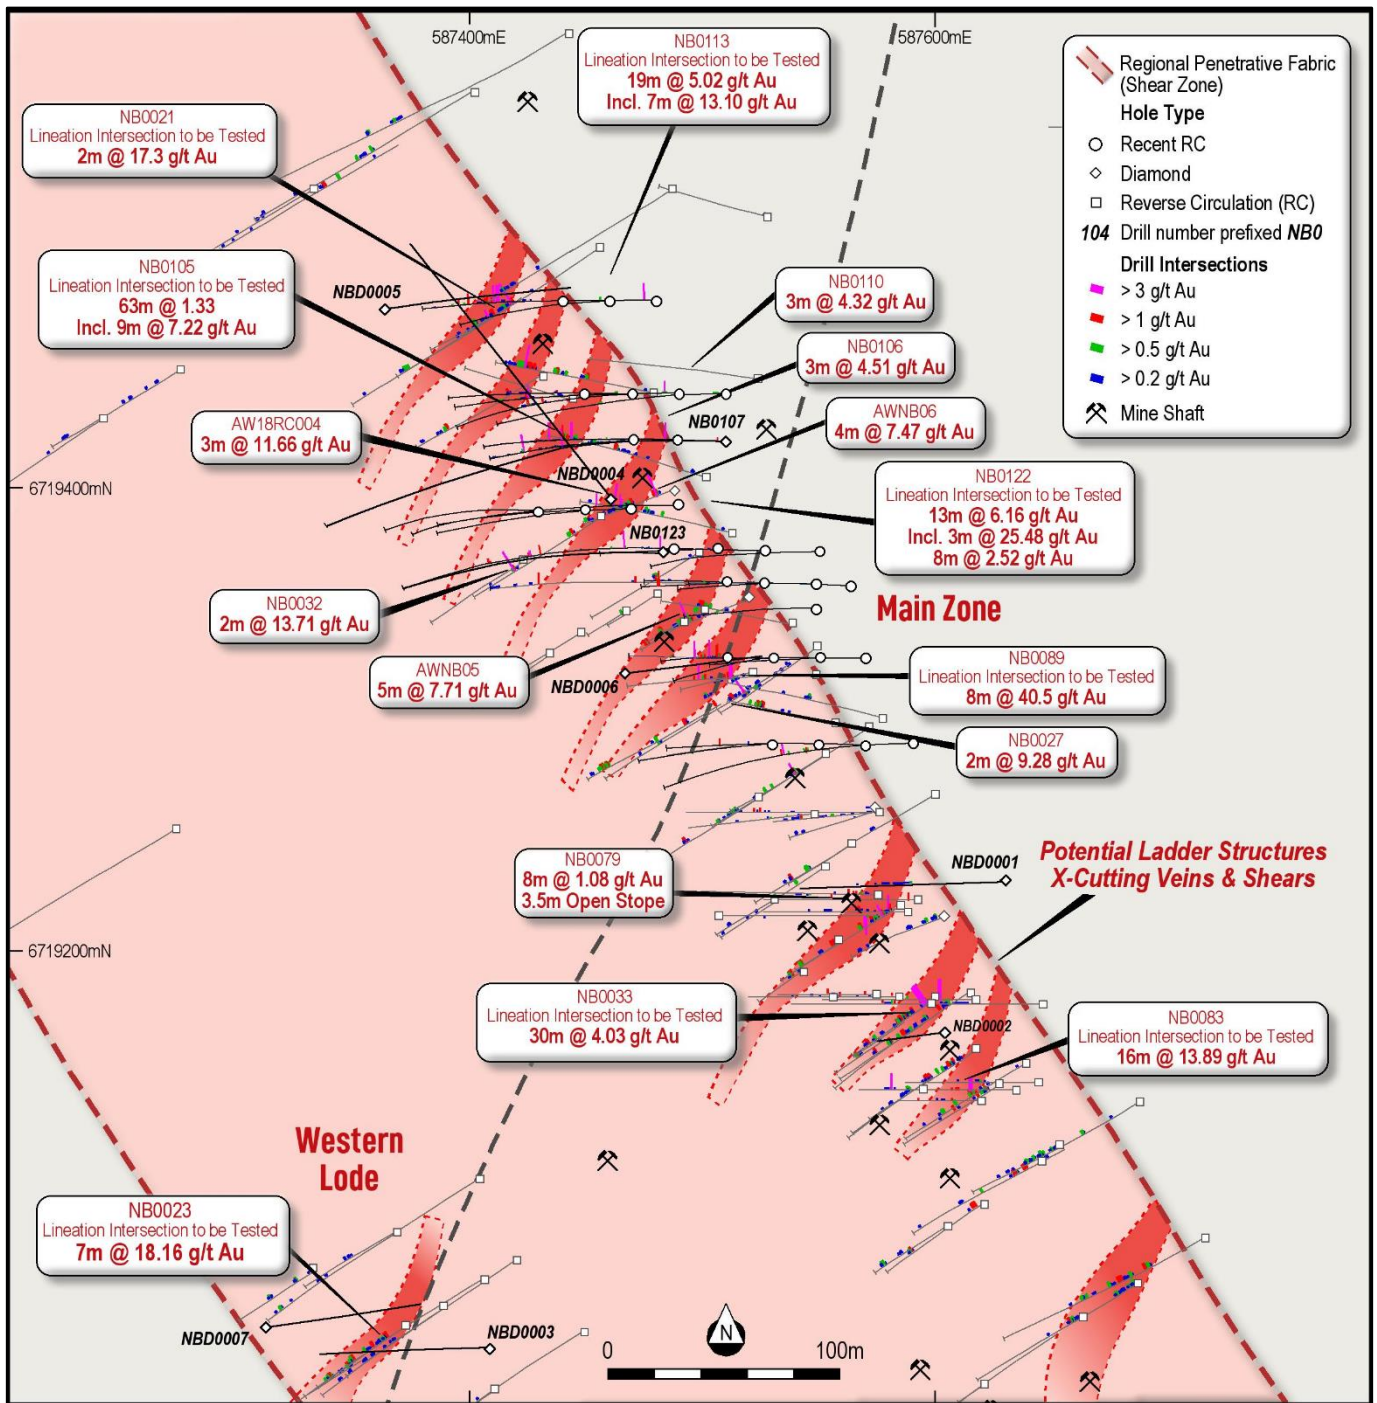 587400mE
587600mE
NB0113
Lineation Intersection to be Tested
19m @ 5.02 g/t Au
Incl. 7m @ 13.10 g/t Au
Regional Penetrative Fabric
(Shear Zone)
Hole Type
Recent RC
Diamond
Reverse Circulation (RC)
104 Drill number prefixed NB0
Drill Intersections
> 3 g/t Au
> 1 g/t Au
> 0.5 g/t Au
> 0.2 g/t Au
Mine Shaft
NB0021
Lineation Intersection to be Tested
2m @ 17.3 g/t Au
NB0105
Lineation Intersection to be Tested
63m @ 1.33
Incl. 9m @ 7.22 g/t Au
NBD0005
NB0110
3m @ 4.32 g/t Au
NB0106
3m @ 4.51 g/t Au
AW18RC004
3m @ 11.66 g/t Au
NB0107
AWNB06
4m @ 7.47 g/t Au
NBD0004
6719400mN
NB0122
Lineation Intersection to be Tested
13m @ 6.16 g/t Au
Incl. 3m @ 25.48 g/t Au
8m @ 2.52 g/t Au
NB0123
NB0032
2m @ 13.71 g/t Au
Main Zone
AWNB05
5m @ 7.71 g/t Au
NBD0006
NB0089
Lineation Intersection to be Tested
8m @ 40.5 g/t Au
NB0027
2m @ 9.28 g/t Au
NB0079
8m @ 1.08 g/t Au
3.5m Open Stope
NBD0001
Potential Ladder Structures
X-Cutting Veins & Shears
6719200mN
NB0033
Lineation Intersection to be Tested
30m @ 4.03 g/t Au
NBD0002
NB0083
Lineation Intersection to be Tested
16m @ 13.89 g/t Au
Western
Lode
NB0023
Lineation Intersection to be Tested
7m @ 18.16 g/t Au
NBD0007
NBD0003
N
0
100m